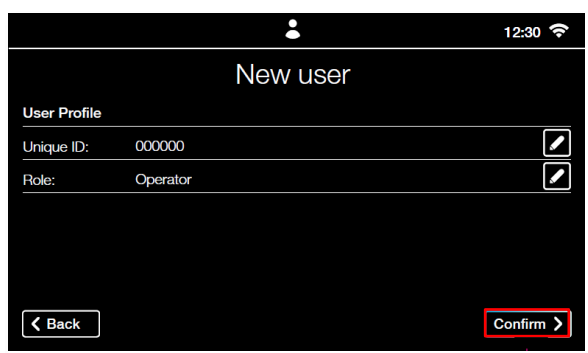 12:30
New user
User Profile
Unique ID: 000000
Role: Operator
Back
Confirm